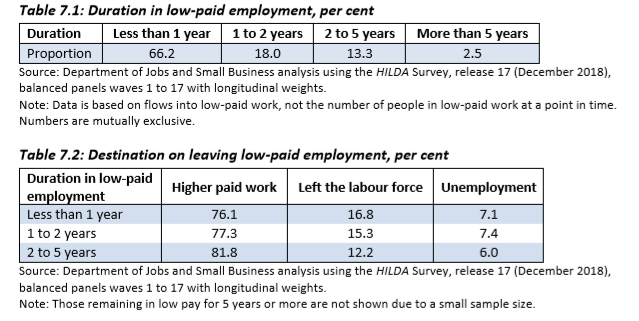 Table 7.1: Duration in low-paid employment, per cent
Duration Less than 1 year 1 to 2 years 2 to 5 years More than 5 years
Proportion 66.2 18.0 13.3 2.5
Source: Department of Jobs and Small Business analysis using the HILDA Survey, release 17 (December 2018),
balanced panels waves 1 to 17 with longitudinal weights.
Note: Data is based on flows into low-paid work, not the number of people in low-paid work at a point in time.
Numbers are mutually exclusive.
Table 7.2: Destination on leaving low-paid employment, per cent
Duration in low-paid
employment Higher paid work Left the labour force Unemployment
Less than 1 year 76.1 16.8 7.1
1 to 2 years 77.3 15.3 7.4
2 to 5 years 81.8 12.2 6.0
Source: Department of Jobs and Small Business analysis using the HILDA Survey, release 17 (December 2018),
balanced panels waves 1 to 17 with longitudinal weights.
Note: Those remaining in low pay for 5 years or more are not shown due to a small sample size.